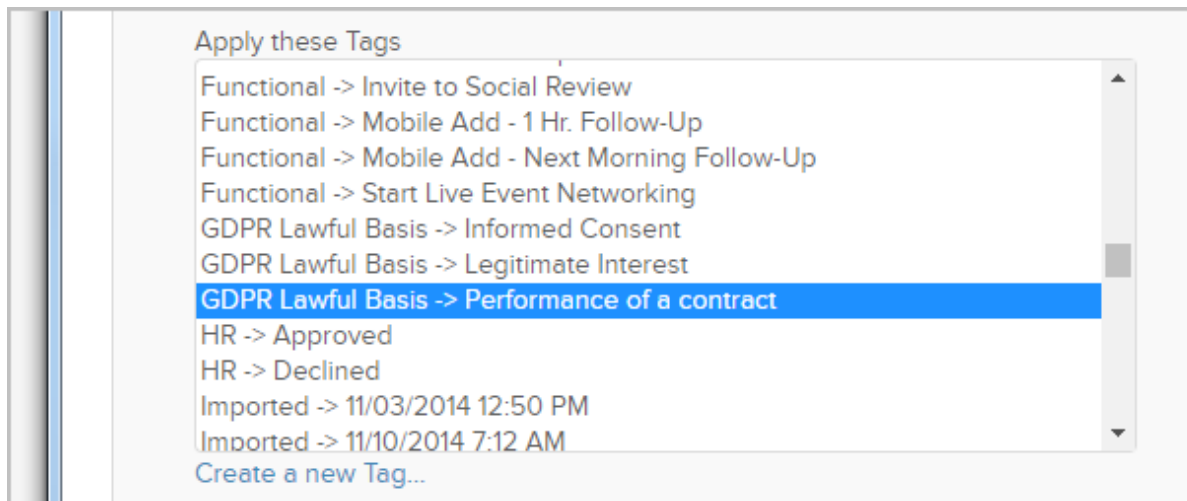 Apply these Tags
Functional -> Invite to Social Review
Functional -> Mobile Add - 1 Hr. Follow-Up
Functional -> Mobile Add - Next Morning Follow-Up
Functional -> Start Live Event Networking
GDPR Lawful Basis -> Informed Consent
GDPR Lawful Basis -> Legitimate Interest
GDPR Lawful Basis -> Performance of a contract
HR -> Approved
HR -> Declined
Imported -> 11/03/2014 12:50 PM
Imported -> 11/10/2014 7:12 AM
Create a new Tag...